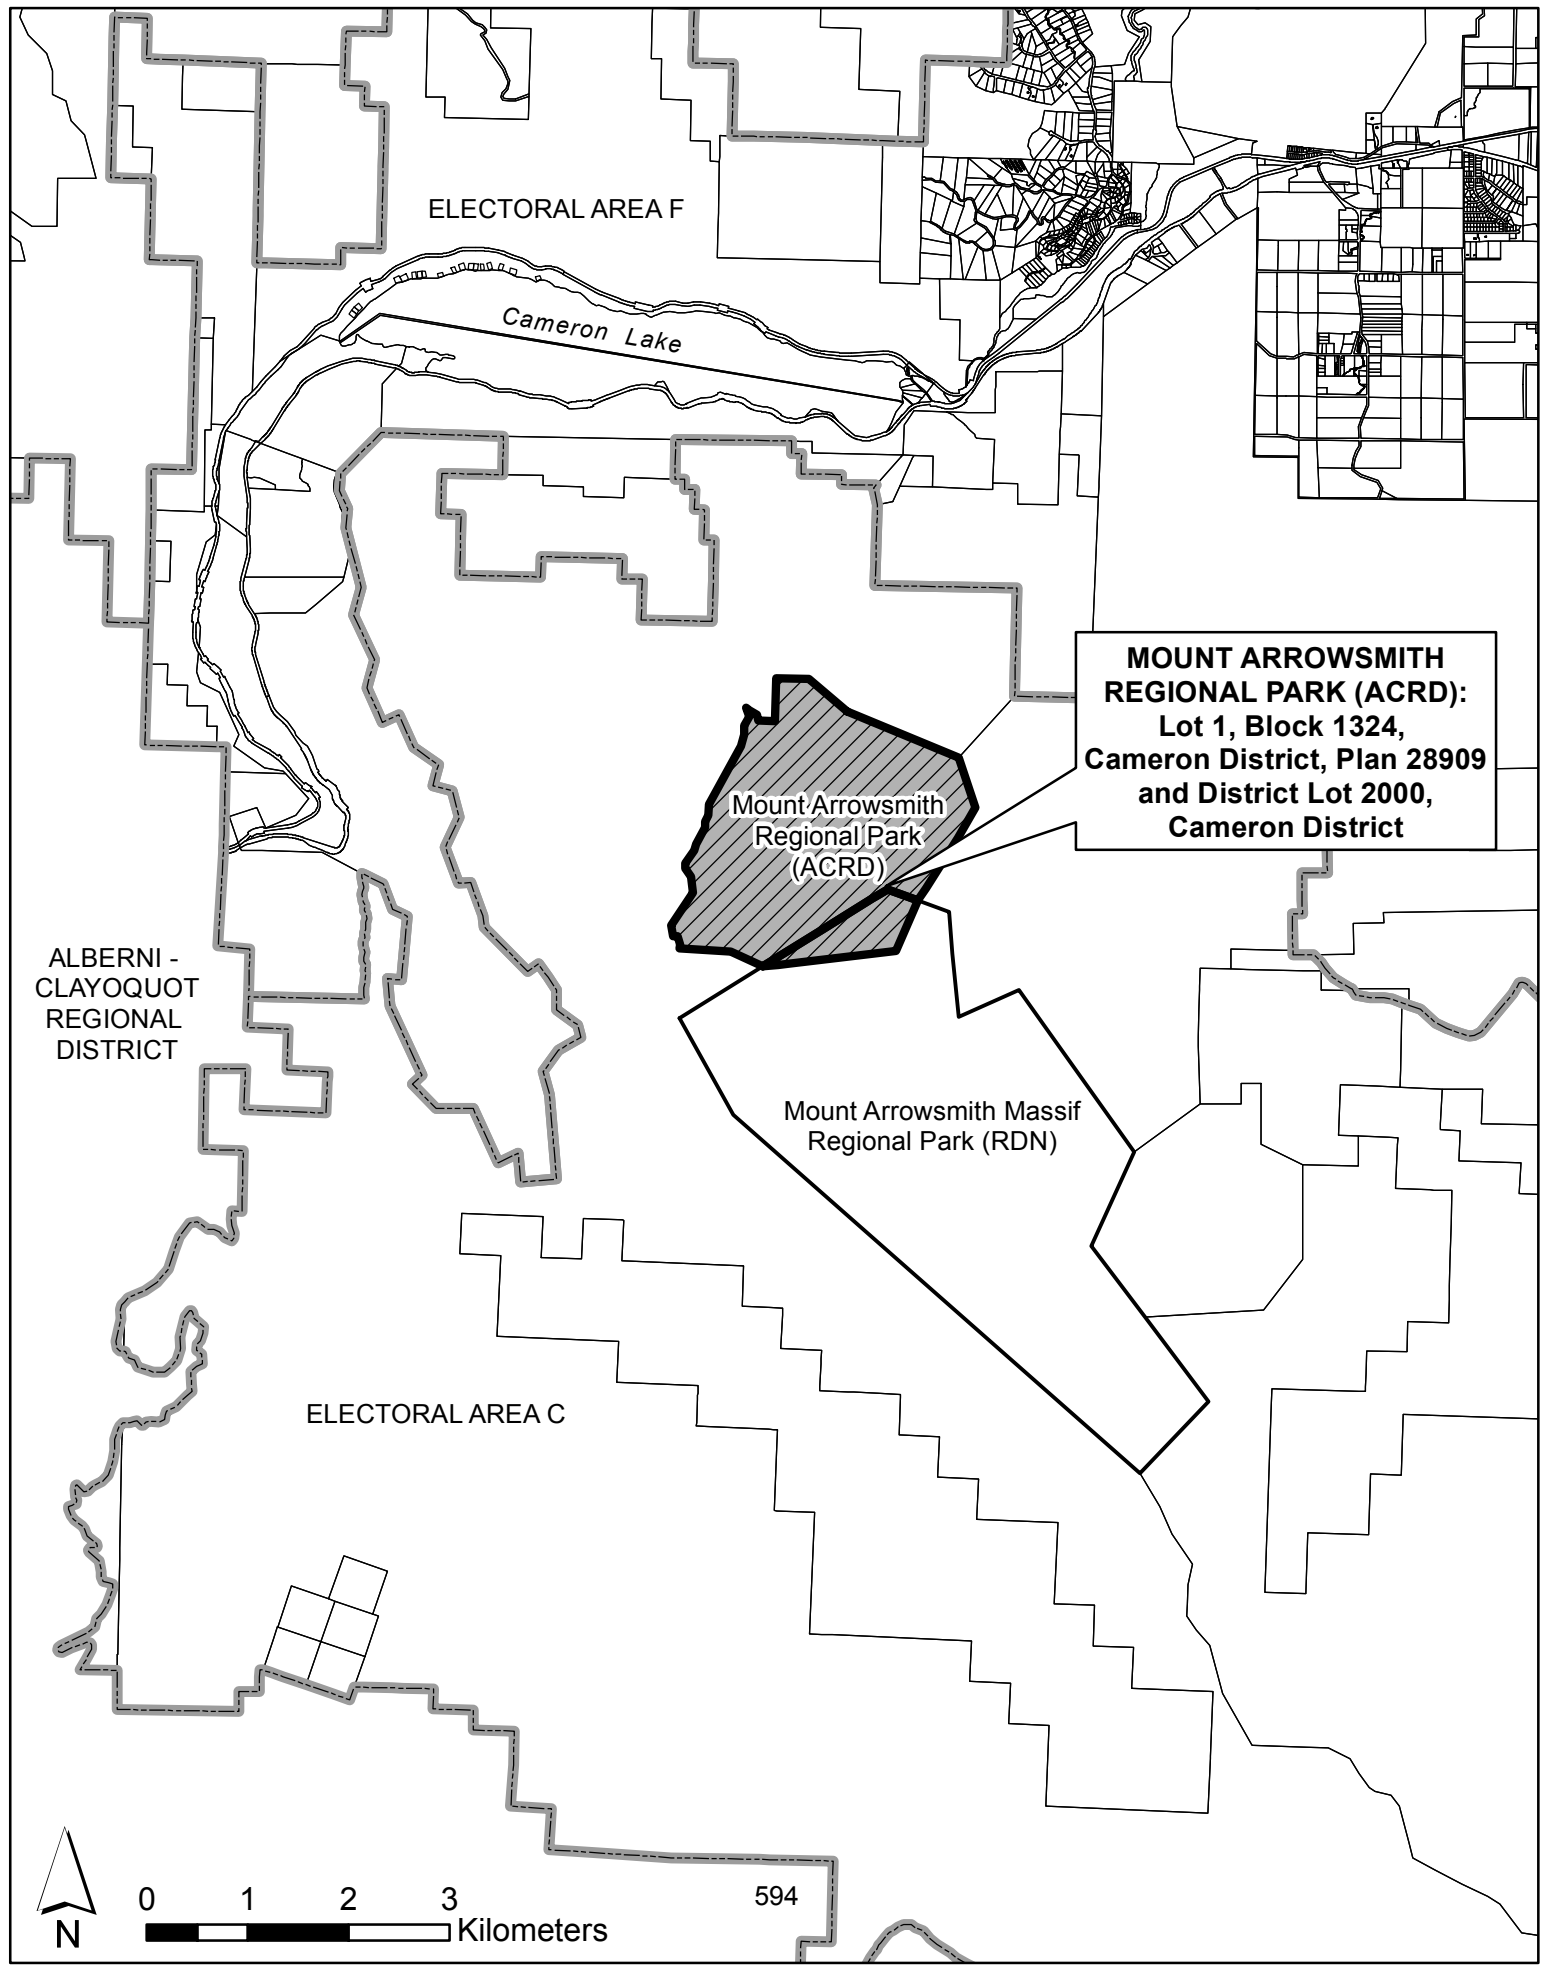 ELECTORAL AREA F
Cameron Lake
MOUNT ARROWSMITH
REGIONAL PARK (ACRD):
Lot 1, Block 1324,
Cameron District, Plan 28909
and District Lot 2000,
Cameron District
Mount Arrowsmith
Regional Park
(ACRD)
ALBERNI -
CLAYOQUOT
REGIONAL
DISTRICT
Mount Arrowsmith Massif
Regional Park (RDN)
ELECTORAL AREA C
594
0 1 2 3
Kilometers
N